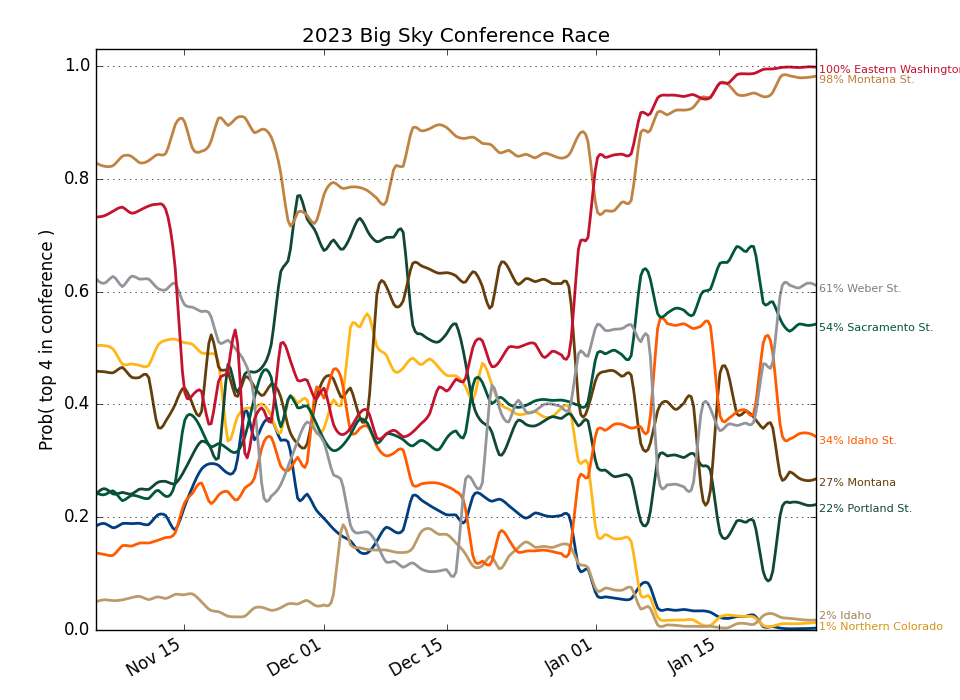 2023 Big Sky Conference Race
Prob( top 4 in conference )
1.0
0.8
0.6
0.4
0.2
0.0
Nov 15
Dec 01
Dec 15
Jan 01
Jan 15
100% Eastern Washington
98% Montana St.
61% Weber St.
54% Sacramento St.
34% Idaho St.
27% Montana
22% Portland St.
2% Idaho
1% Northern Colorado